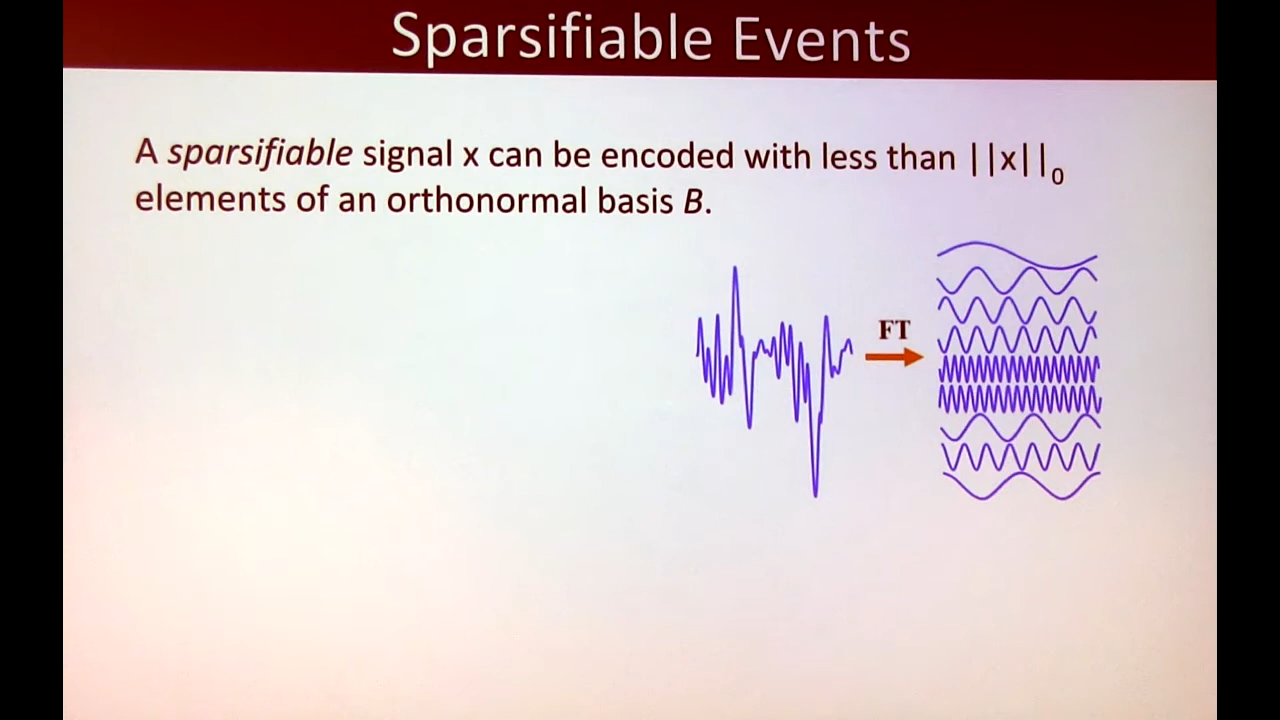 Sparsifiable Events
A sparsifiable signal x can be encoded with less than ||x||₀
elements of an orthonormal basis B.
FT